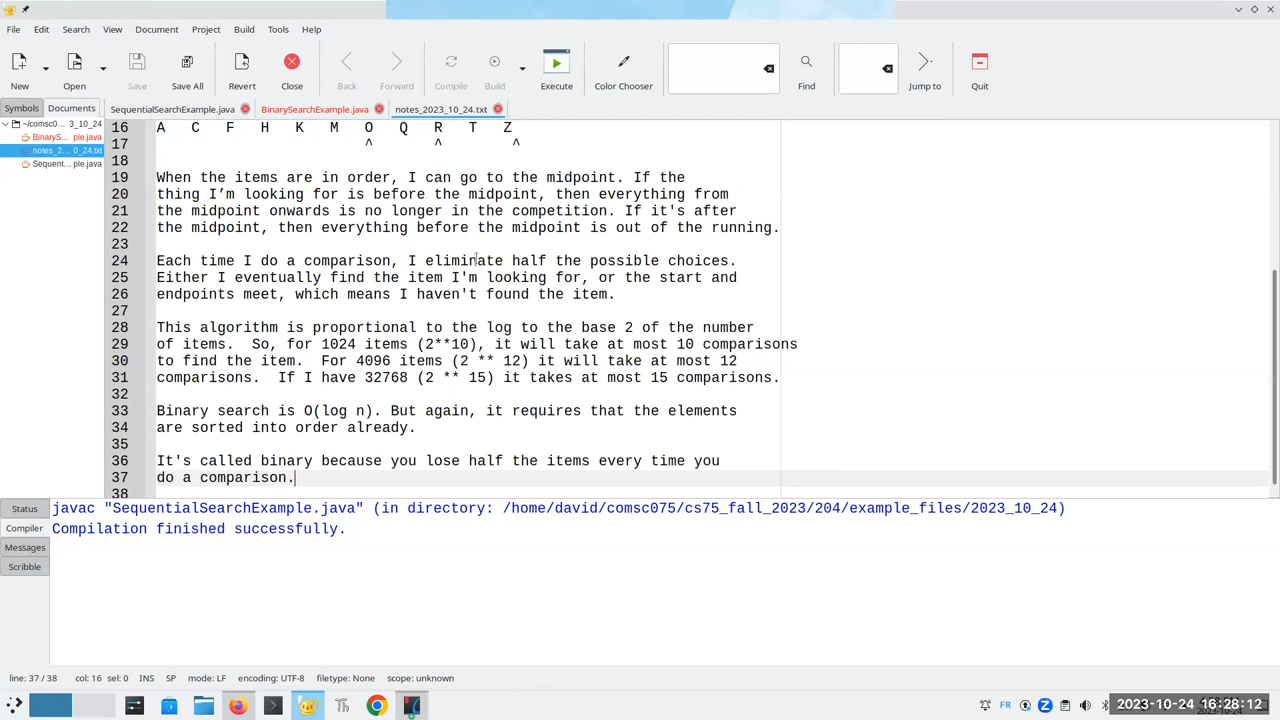 File Edit Search View Document Project Build Tools Help
New Open Save Save All Revert Close Back Forward Compile Build Execute Color Chooser Find Jump to Quit
Symbols Documents SequentialSearchExample.java BinarySearchExample.java notes_2023_10_24.txt
~/comsc0... 3_10_24
BinaryS... ple.java
notes_2... 0_24.txt
Sequent... ple.java
16 A C F H K M O Q R T Z
17 ^ ^ ^
18
19 When the items are in order, I can go to the midpoint. If the
20 thing I’m looking for is before the midpoint, then everything from
21 the midpoint onwards is no longer in the competition. If it's after
22 the midpoint, then everything before the midpoint is out of the running.
23
24 Each time I do a comparison, I eliminate half the possible choices.
25 Either I eventually find the item I'm looking for, or the start and
26 endpoints meet, which means I haven't found the item.
27
28 This algorithm is proportional to the log to the base 2 of the number
29 of items.  So, for 1024 items (2**10), it will take at most 10 comparisons
30 to find the item.  For 4096 items (2 ** 12) it will take at most 12
31 comparisons.  If I have 32768 (2 ** 15) it takes at most 15 comparisons.
32
33 Binary search is O(log n). But again, it requires that the elements
34 are sorted into order already.
35
36 It's called binary because you lose half the items every time you
37 do a comparison.
38
Status
Compiler
Messages
Scribble
javac "SequentialSearchExample.java" (in directory: /home/david/comsc075/cs75_fall_2023/204/example_files/2023_10_24)
Compilation finished successfully.
line: 37 / 38 col: 16 sel: 0 INS SP mode: LF encoding: UTF-8 filetype: None scope: unknown
Th 2023-10-24 16:28:12